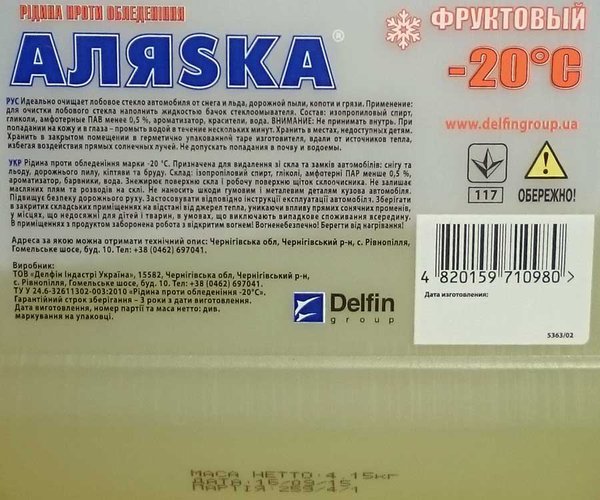 РІДИНА ПРОТИ ОБЛЕДЕНІННЯ
АЛЯSКА®
ФРУКТОВЫЙ
-20°C
www.delfingroup.ua
РУС Идеально очищает лобовое стекло автомобиля от снега и льда, дорожной пыли, копоти и грязи. Применение:
для очистки лобового стекла наполнить жидкостью бачок стеклоомывателя. Состав: изопропиловый спирт,
гликоли, амфотерные ПАВ менее 0,5 %, ароматизатор, красители, вода. ВНИМАНИЕ: Не принимать внутрь. При
попадании на кожу и в глаза – промыть водой в течение нескольких минут. Хранить в местах, недоступных детям.
Хранить в закрытом помещении в герметично упакованной таре изготовителя, вдали от источников тепла,
избегая воздействия прямых солнечных лучей. Не допускать попадания в почву и водоемы.
УКР Рідина проти обледеніння марки -20 °C. Призначена для видалення зі скла та замків автомобілів: снігу та
льоду, дорожнього пилу, кіптяви та бруду. Склад: ізопропіловий спирт, гліколі, амфотерні ПАР менше 0,5 %,
ароматизатор, барвники, вода. Знежирює поверхню скла і робочу поверхню щіток склоочисника. Не залишає
масляних плям та розводів на склі. Не наносить шкоди гумовим і металевим деталям кузова автомобіля.
Підвищує безпеку дорожнього руху. Застосовувати відповідно інструкції експлуатації автомобіля. Зберігати
в закритих складських приміщеннях на відстані від джерел тепла, уникаючи впливу прямих сонячних променів,
у місцях, що недосяжні для дітей і тварин, в умовах, що виключають випадкове споживання всередину.
В приміщеннях з продуктом заборонена робота з відкритим вогнем! Вогненебезпечно! Берегти від нагрівання!
117
ОБЕРЕЖНО!
Адреса за якою можна отримати технічний опис: Чернігівська обл, Чернігівський р-н, с. Рівнопілля,
Гомельське шосе, буд. 10. Тел. +38 (0462) 697041.
Виробник:
ТОВ «Делфін Індастрі Україна», 15582, Чернігівська обл, Чернігівський р-н,
с. Рівнопілля, Гомельське шосе, буд. 10. Тел. +38 (0462) 697041.
ТУ У 24.6-32611302-003:2010 «Рідина проти обледеніння -20°C».
Гарантійний строк зберігання – 3 роки з дати виготовлення.
Дата виготовлення, номер партії та маса нетто: див.
маркування на упаковці.
Delfin
group
4 820159 710980 >
Дата изготовления:
5363/02
МАСА НЕТТО:4.15кг
ДАТА:16/09/15
ПАРТІЯ:259/4/1